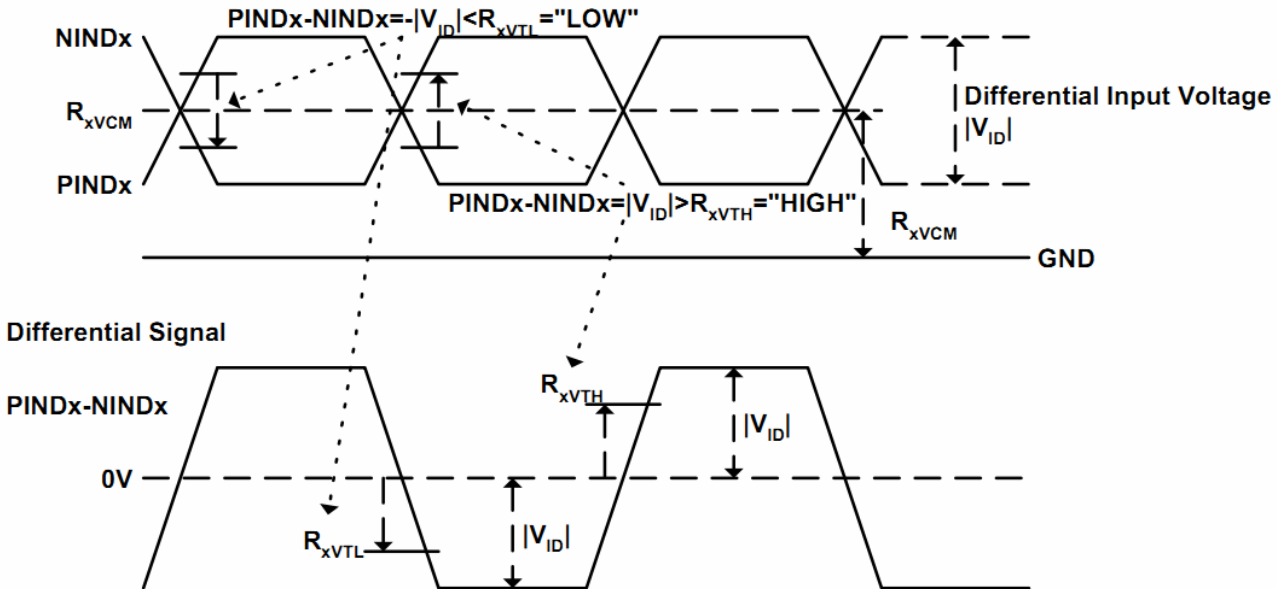 PINDx-NINDx=-|VID|<RxVTL="LOW"
NINDx
Differential Input Voltage
|VID|
RxVCM
PINDx
PINDx-NINDx=|VID|>RxVTH="HIGH"
RxVCM
GND
Differential Signal
RxVTH
PINDx-NINDx
|VID|
0V
RxVTL
|VID|